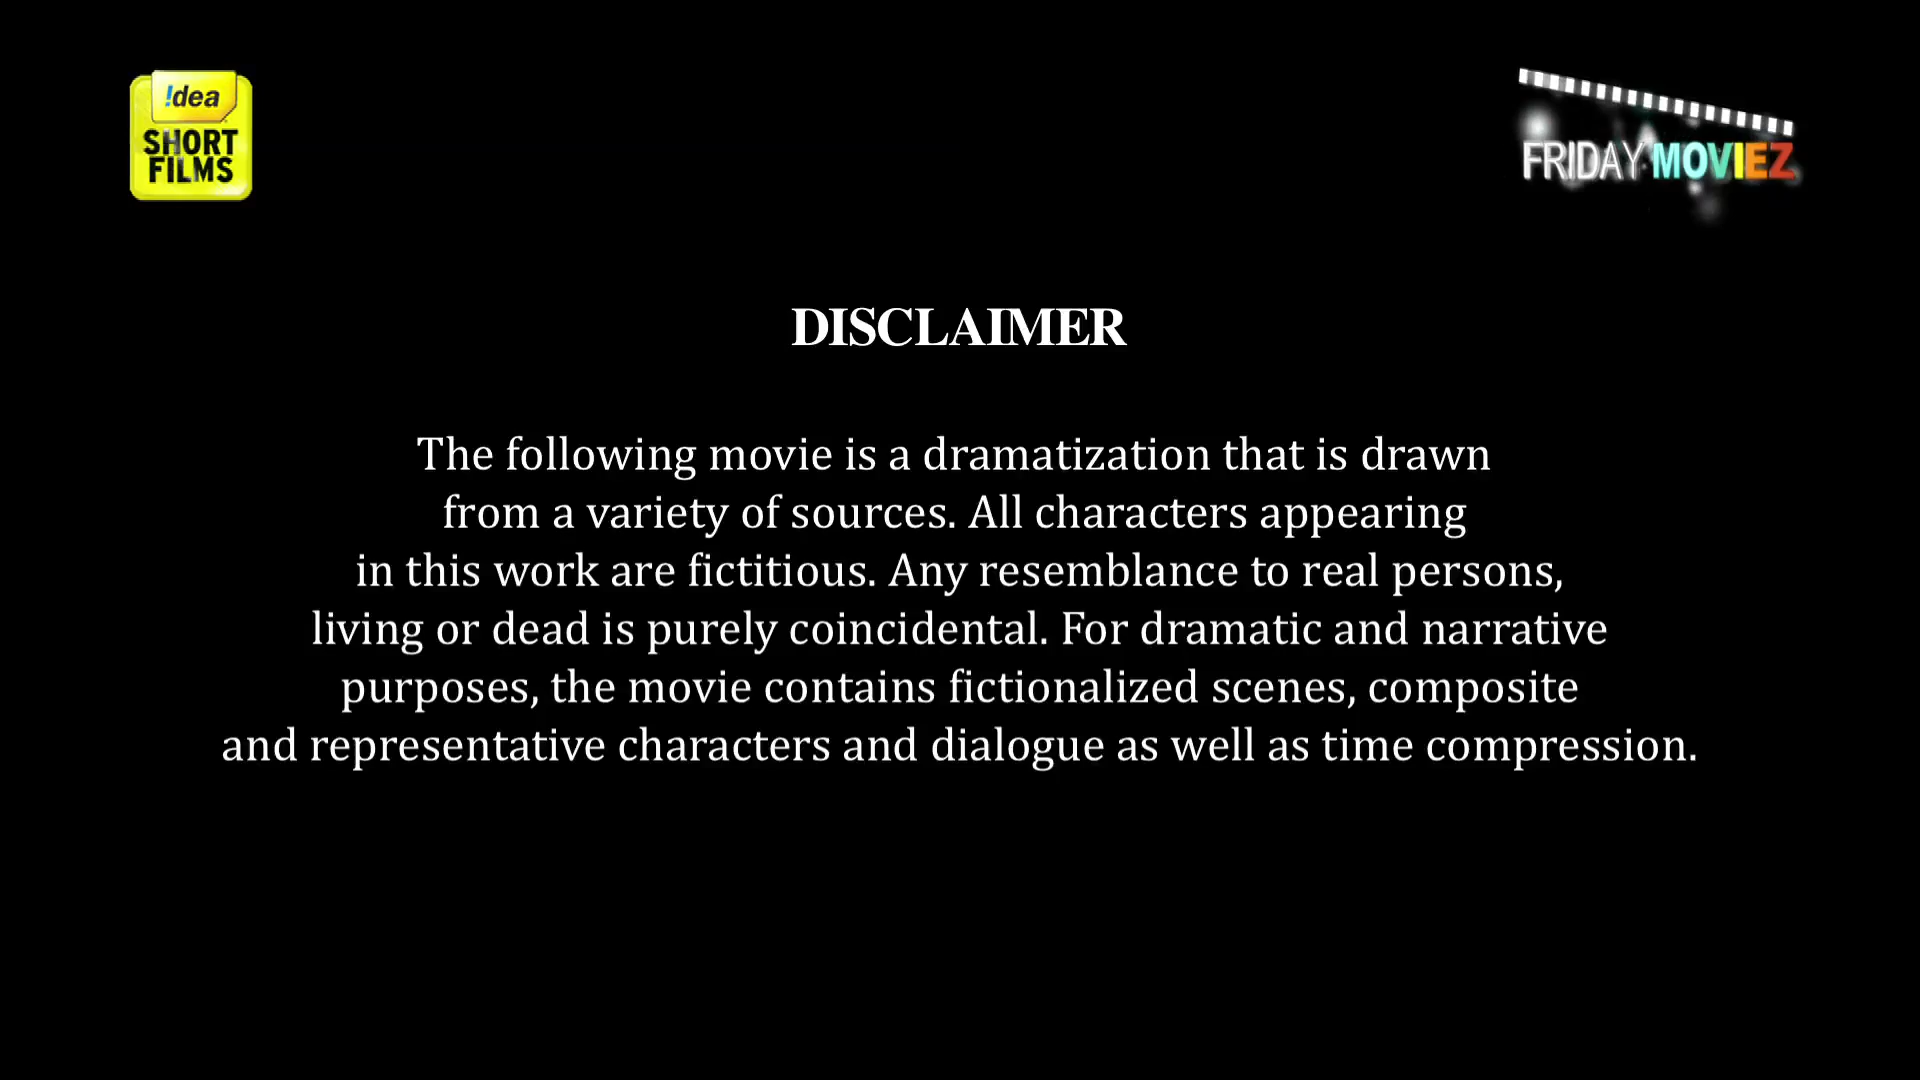 !dea
SHORT
FILMS
FRIDAY MOVIEZ
DISCLAIMER
The following movie is a dramatization that is drawn
from a variety of sources. All characters appearing
in this work are fictitious. Any resemblance to real persons,
living or dead is purely coincidental. For dramatic and narrative
purposes, the movie contains fictionalized scenes, composite
and representative characters and dialogue as well as time compression.